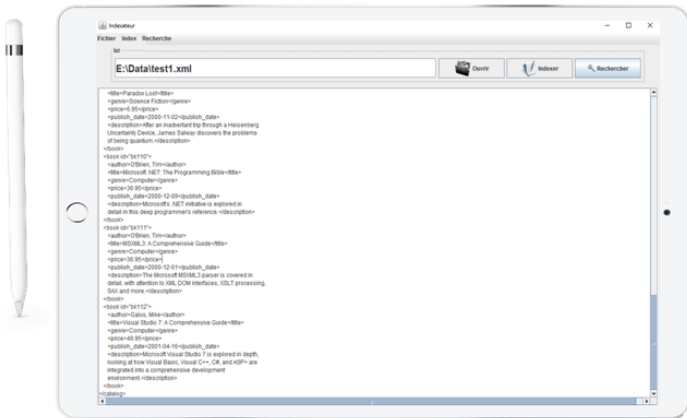 Indexateur
Fichier Index Recherche
E:\Data\test1.xml
Ouvrir
Indexer
Rechercher
<title>Paradox Lost</title>
<genre>Science Fiction</genre>
<price>6.95</price>
<publish_date>2000-11-02</publish_date>
<description>After an inadvertant trip through a Heisenberg
Uncertainty Device, James Salway discovers the problems
of being quantum.</description>
</book>
<book id="bk110">
<author>O'Brien, Tim</author>
<title>Microsoft .NET: The Programming Bible</title>
<genre>Computer</genre>
<price>36.95</price>
<publish_date>2000-12-09</publish_date>
<description>Microsoft's .NET initiative is explored in
detail in this deep programmer's reference.</description>
</book>
<book id="bk111">
<author>O'Brien, Tim</author>
<title>MSXML3: A Comprehensive Guide</title>
<genre>Computer</genre>
<price>36.95</price>
<publish_date>2000-12-01</publish_date>
<description>The Microsoft MSXML3 parser is covered in
detail, with attention to XML DOM interfaces, XSLT processing,
SAX and more.</description>
</book>
<book id="bk112">
<author>Galos, Mike</author>
<title>Visual Studio 7: A Comprehensive Guide</title>
<genre>Computer</genre>
<price>49.95</price>
<publish_date>2001-04-16</publish_date>
<description>Microsoft Visual Studio 7 is explored in depth,
looking at how Visual Basic, Visual C++, C#, and ASP+ are
integrated into a comprehensive development
environment.</description>
</book>
</catalog>